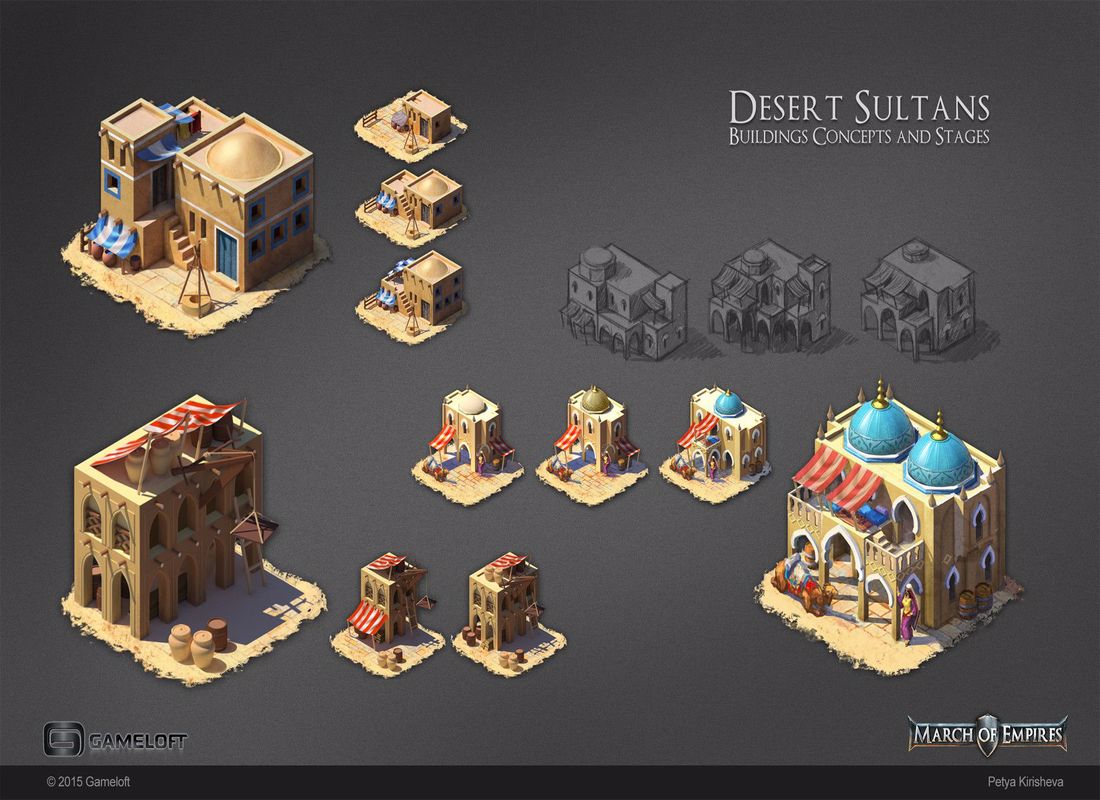 DESERT SULTANS
BUILDINGS CONCEPTS AND STAGES
GAMELOFT
MARCH OF EMPIRES
© 2015 Gameloft
Petya Kirisheva